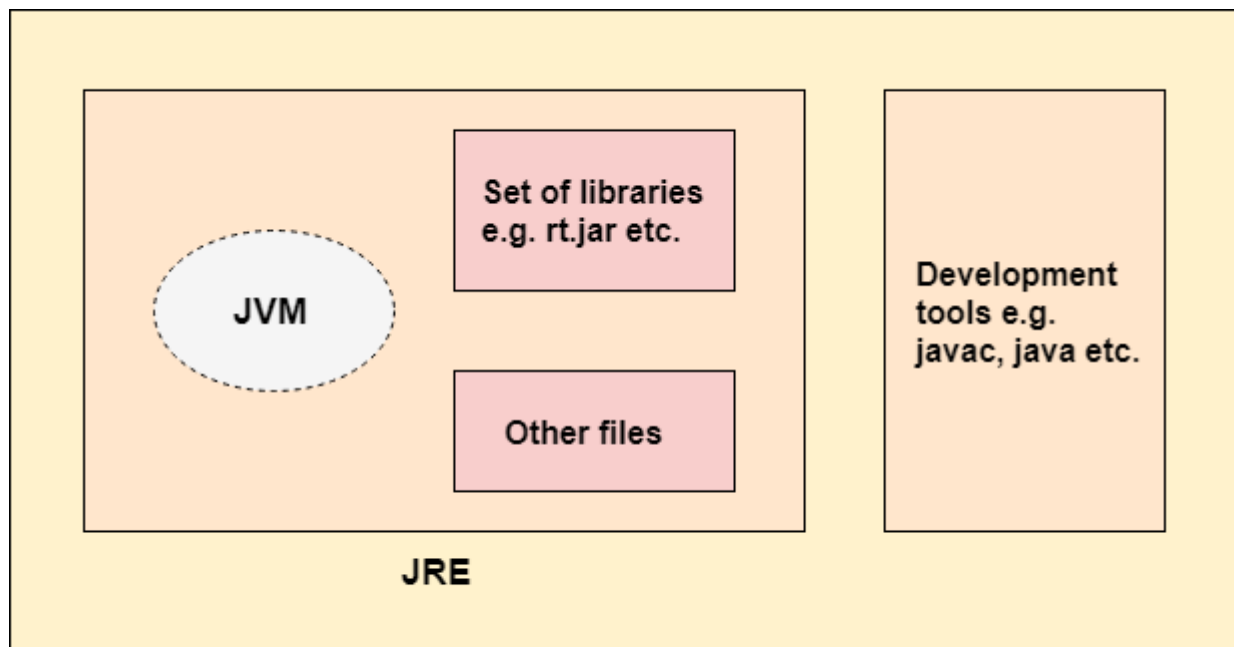 Set of libraries
e.g. rt.jar etc.
JVM
Other files
Development
tools e.g.
javac, java etc.
JRE